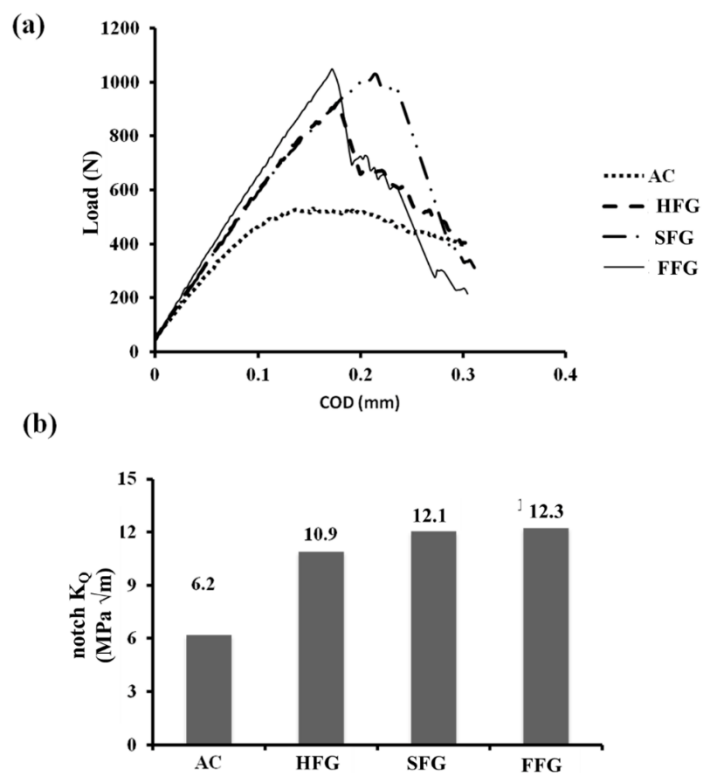 (a)
1200
1000
800
600
400
200
0
Load (N)
0 0.1 0.2 0.3 0.4
COD (mm)
AC
HFG
SFG
FFG
(b)
15
12
9
6
3
0
notch KQ
(MPa √m)
6.2
10.9
12.1
12.3
AC HFG SFG FFG